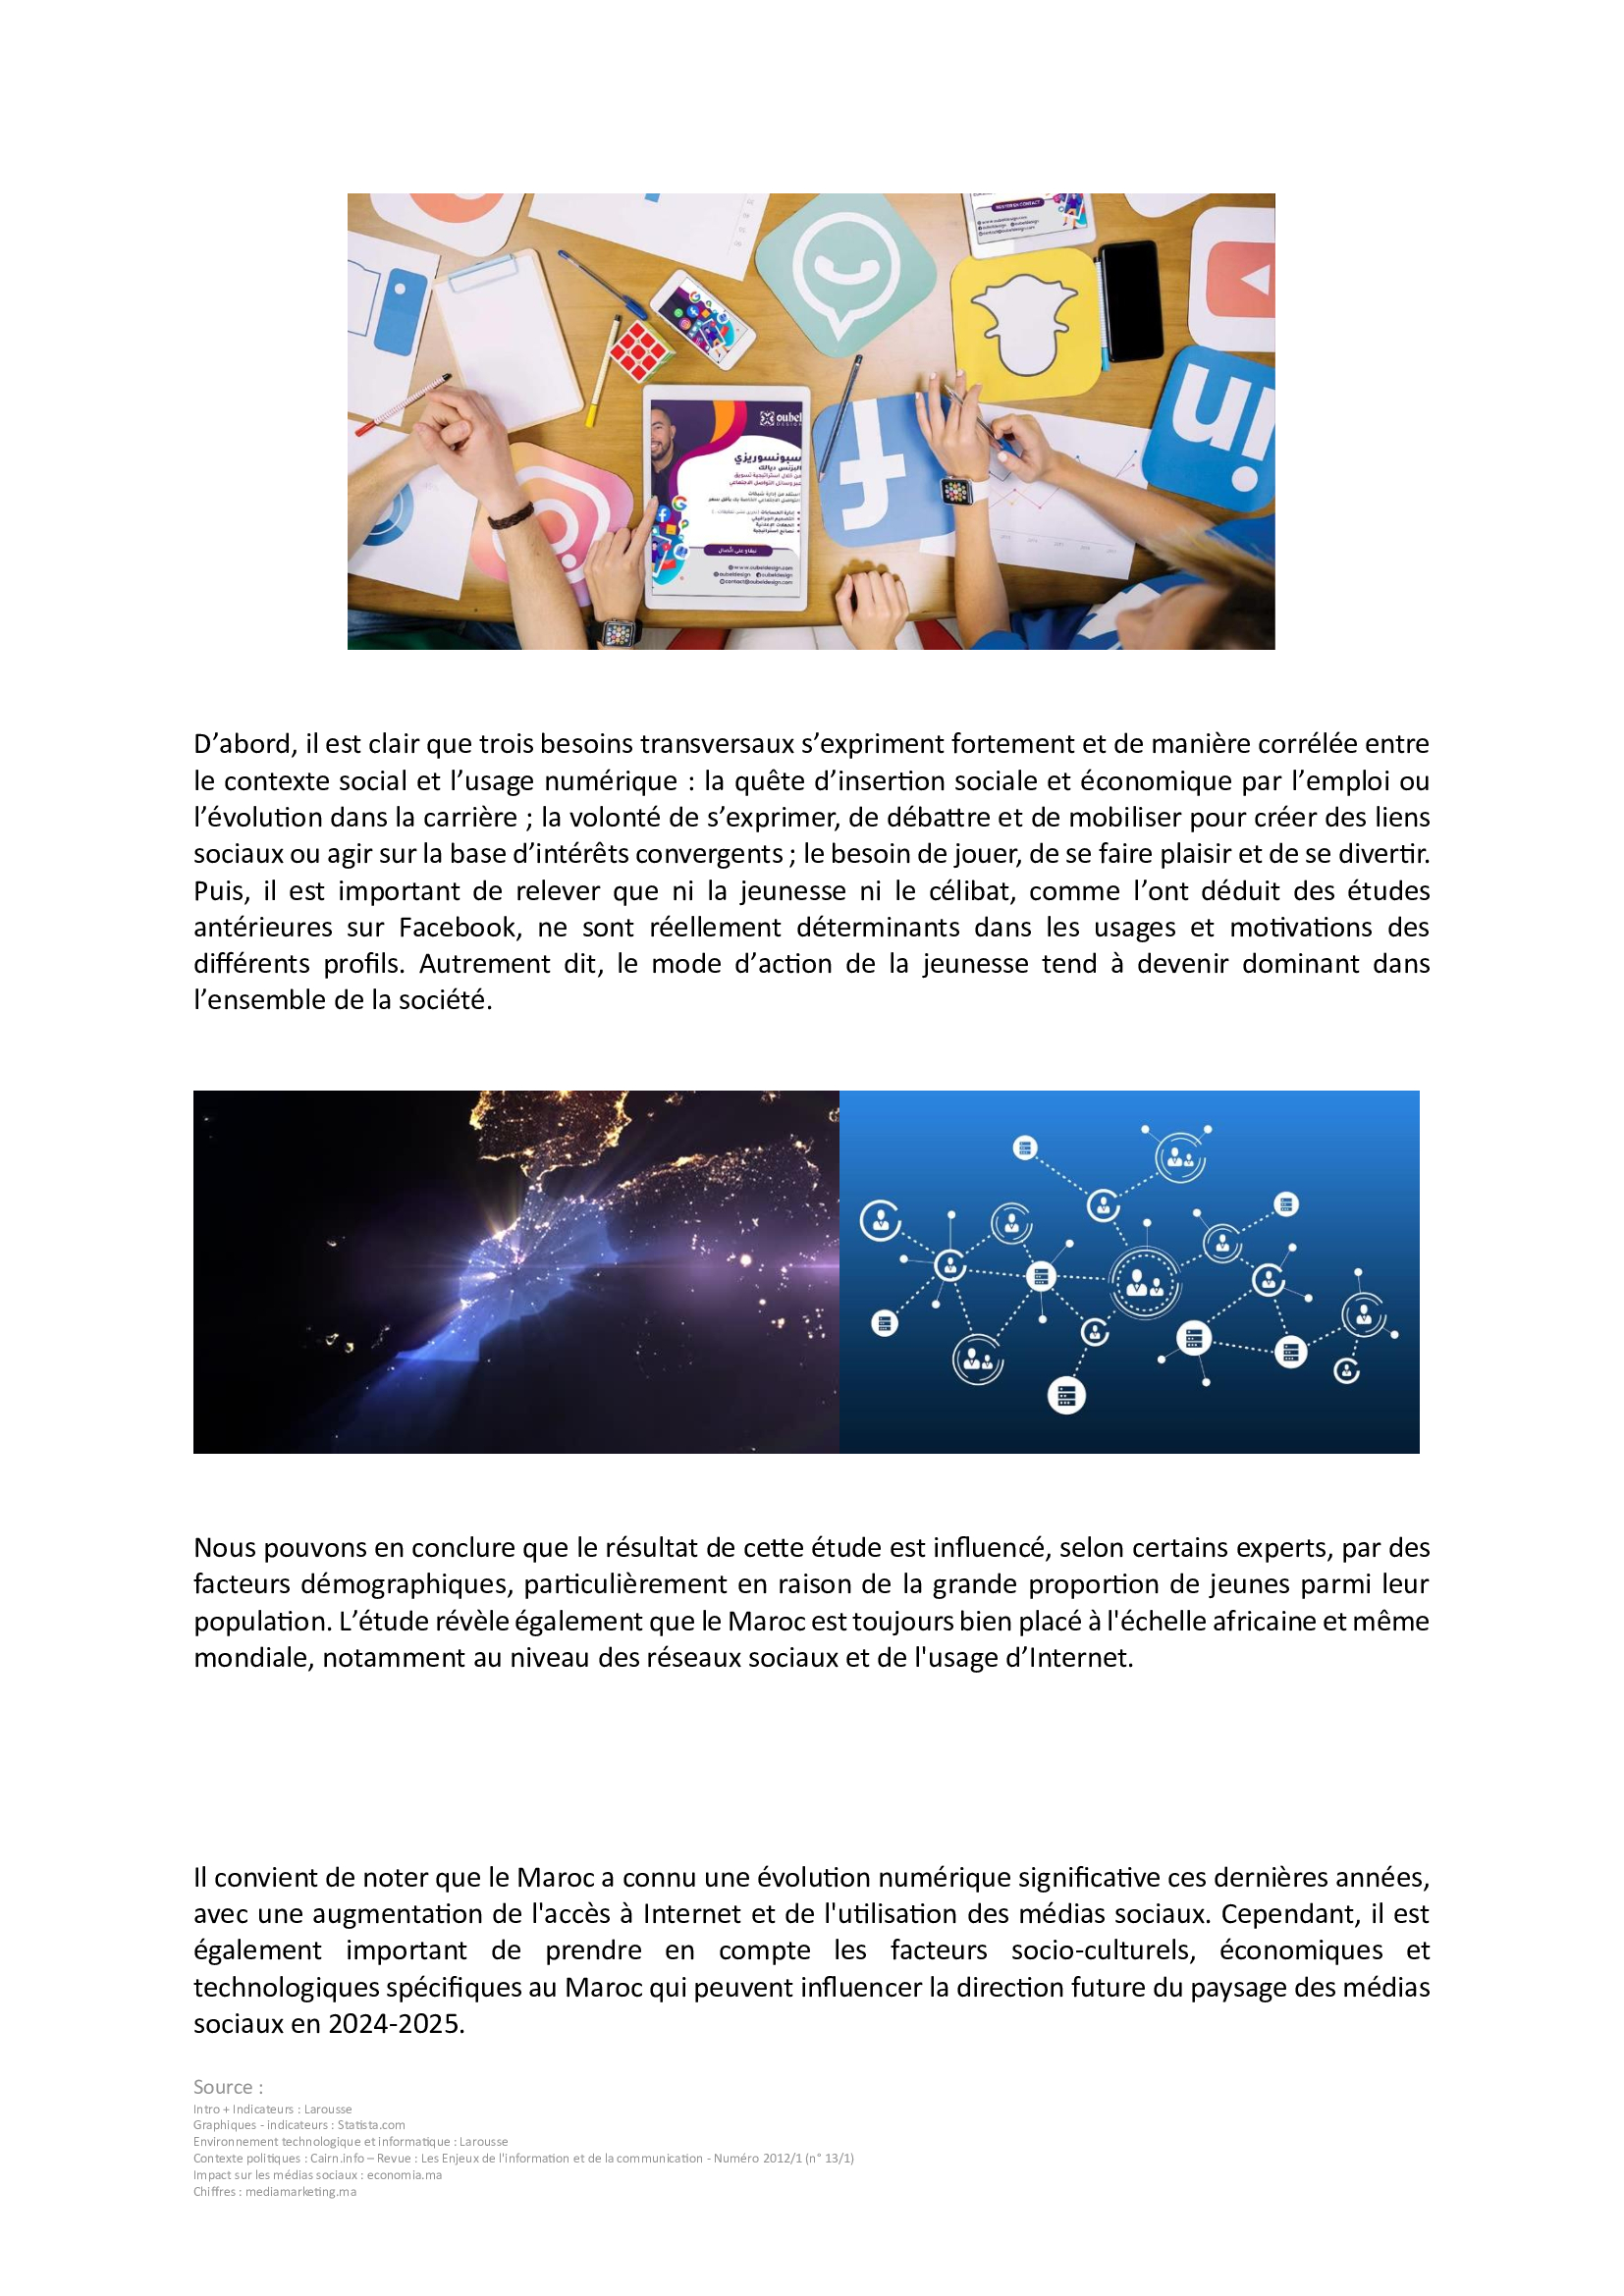 oubel
DESIGN
سبونسوريزي
البزنس ديالك
www.oubeldesign.com
oubeldesign oubeldesign
contact@oubeldesign.com
D’abord, il est clair que trois besoins transversaux s’expriment fortement et de manière corrélée entre
le contexte social et l’usage numérique : la quête d’insertion sociale et économique par l’emploi ou
l’évolution dans la carrière ; la volonté de s’exprimer, de débattre et de mobiliser pour créer des liens
sociaux ou agir sur la base d’intérêts convergents ; le besoin de jouer, de se faire plaisir et de se divertir.
Puis, il est important de relever que ni la jeunesse ni le célibat, comme l’ont déduit des études
antérieures sur Facebook, ne sont réellement déterminants dans les usages et motivations des
différents profils. Autrement dit, le mode d’action de la jeunesse tend à devenir dominant dans
l’ensemble de la société.
Nous pouvons en conclure que le résultat de cette étude est influencé, selon certains experts, par des
facteurs démographiques, particulièrement en raison de la grande proportion de jeunes parmi leur
population. L’étude révèle également que le Maroc est toujours bien placé à l'échelle africaine et même
mondiale, notamment au niveau des réseaux sociaux et de l'usage d’Internet.
Il convient de noter que le Maroc a connu une évolution numérique significative ces dernières années,
avec une augmentation de l'accès à Internet et de l'utilisation des médias sociaux. Cependant, il est
également important de prendre en compte les facteurs socio-culturels, économiques et
technologiques spécifiques au Maroc qui peuvent influencer la direction future du paysage des médias
sociaux en 2024-2025.
Source :
Intro + Indicateurs : Larousse
Graphiques - indicateurs : Statista.com
Environnement technologique et informatique : Larousse
Contexte politiques : Cairn.info – Revue : Les Enjeux de l'information et de la communication - Numéro 2012/1 (n° 13/1)
Impact sur les médias sociaux : economia.ma
Chiffres : mediamarketing.ma